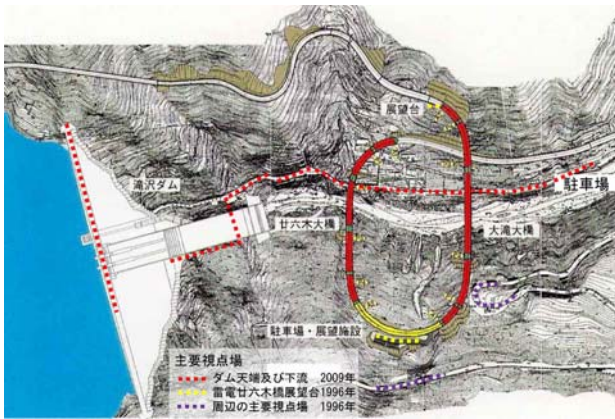 展望台
滝沢ダム
駐車場
廿六木大橋
大滝大橋
駐車場・展望施設
主要視点場
ダム天端及び下流 2009年
雷電廿六木橋展望台1996年
周辺の主要視点場 1996年